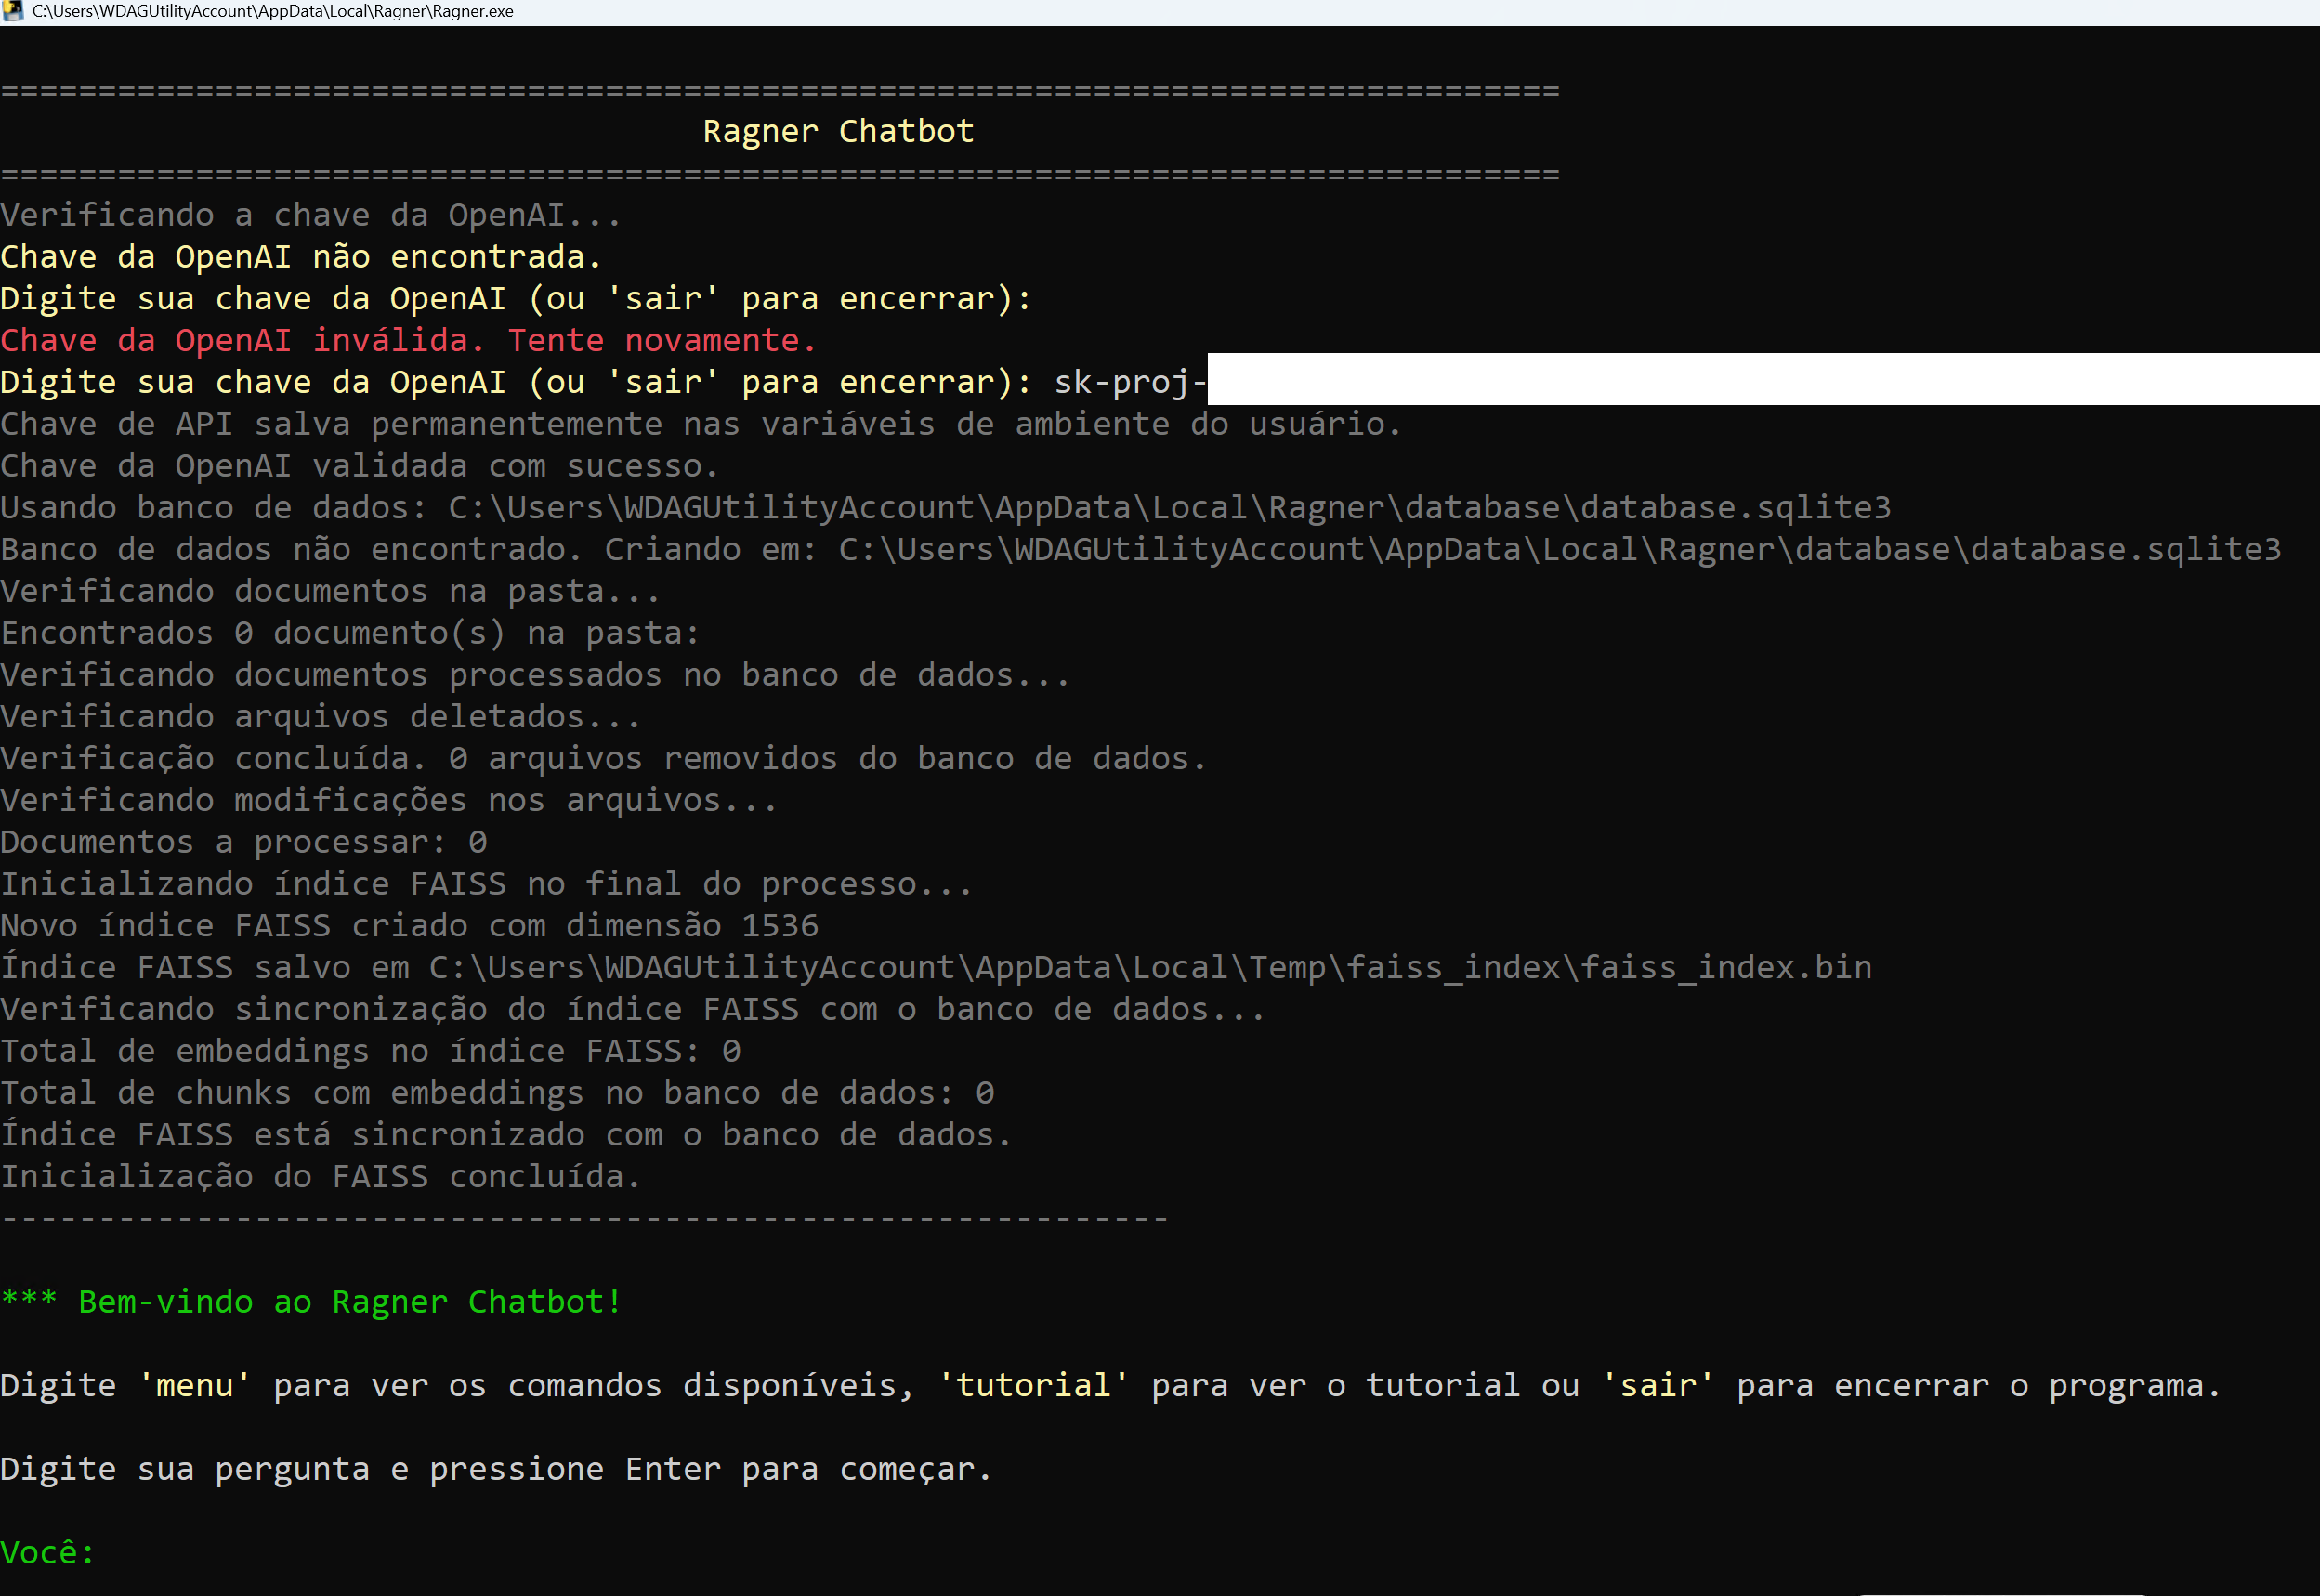 C:\Users\WDAGUtilityAccount\AppData\Local\Ragner\Ragner.exe
================================================================================
Ragner Chatbot
================================================================================
Verificando a chave da OpenAI...
Chave da OpenAI não encontrada.
Digite sua chave da OpenAI (ou 'sair' para encerrar):
Chave da OpenAI inválida. Tente novamente.
Digite sua chave da OpenAI (ou 'sair' para encerrar): sk-proj-
Chave de API salva permanentemente nas variáveis de ambiente do usuário.
Chave da OpenAI validada com sucesso.
Usando banco de dados: C:\Users\WDAGUtilityAccount\AppData\Local\Ragner\database\database.sqlite3
Banco de dados não encontrado. Criando em: C:\Users\WDAGUtilityAccount\AppData\Local\Ragner\database\database.sqlite3
Verificando documentos na pasta...
Encontrados 0 documento(s) na pasta:
Verificando documentos processados no banco de dados...
Verificando arquivos deletados...
Verificação concluída. 0 arquivos removidos do banco de dados.
Verificando modificações nos arquivos...
Documentos a processar: 0
Inicializando índice FAISS no final do processo...
Novo índice FAISS criado com dimensão 1536
Índice FAISS salvo em C:\Users\WDAGUtilityAccount\AppData\Local\Temp\faiss_index\faiss_index.bin
Verificando sincronização do índice FAISS com o banco de dados...
Total de embeddings no índice FAISS: 0
Total de chunks com embeddings no banco de dados: 0
Índice FAISS está sincronizado com o banco de dados.
Inicialização do FAISS concluída.
------------------------------------------------------------
*** Bem-vindo ao Ragner Chatbot!
Digite 'menu' para ver os comandos disponíveis, 'tutorial' para ver o tutorial ou 'sair' para encerrar o programa.
Digite sua pergunta e pressione Enter para começar.
Você: